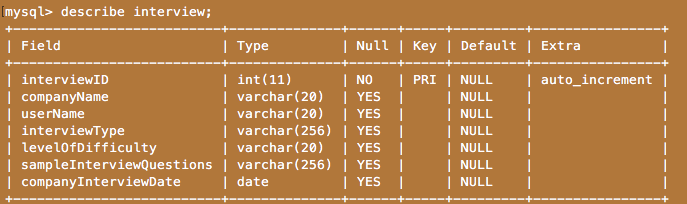 [mysql> describe interview;
+--------------------------+--------------+------+-----+---------+----------------+
| Field                    | Type         | Null | Key | Default | Extra          |
+--------------------------+--------------+------+-----+---------+----------------+
| interviewID              | int(11)      | NO   | PRI | NULL    | auto_increment |
| companyName              | varchar(20)  | YES  |     | NULL    |                |
| userName                 | varchar(20)  | YES  |     | NULL    |                |
| interviewType            | varchar(256) | YES  |     | NULL    |                |
| levelOfDifficulty        | varchar(20)  | YES  |     | NULL    |                |
| sampleInterviewQuestions | varchar(256) | YES  |     | NULL    |                |
| companyInterviewDate     | date         | YES  |     | NULL    |                |
+--------------------------+--------------+------+-----+---------+----------------+